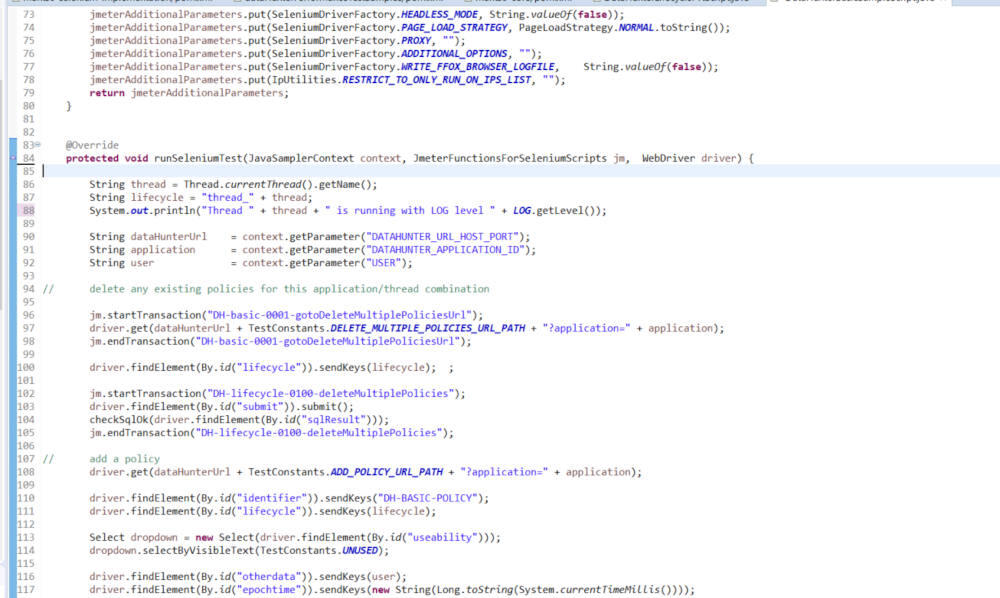 73 jmeterAdditionalParameters.put(SeleniumDriverFactory.HEADLESS_MODE, String.valueOf(false));
74 jmeterAdditionalParameters.put(SeleniumDriverFactory.PAGE_LOAD_STRATEGY, PageLoadStrategy.NORMAL.toString());
75 jmeterAdditionalParameters.put(SeleniumDriverFactory.PROXY, "");
76 jmeterAdditionalParameters.put(SeleniumDriverFactory.ADDITIONAL_OPTIONS, "");
77 jmeterAdditionalParameters.put(SeleniumDriverFactory.WRITE_FFOX_BROWSER_LOGFILE, String.valueOf(false));
78 jmeterAdditionalParameters.put(IpUtilities.RESTRICT_TO_ONLY_RUN_ON_IPS_LIST, "");
79 return jmeterAdditionalParameters;
80 }
81
82
83 @Override
84 protected void runSeleniumTest(JavaSamplerContext context, JmeterFunctionsForSeleniumScripts jm, WebDriver driver) {
85
86 String thread = Thread.currentThread().getName();
87 String lifecycle = "thread_" + thread;
88 System.out.println("Thread " + thread + " is running with LOG level " + LOG.getLevel());
89
90 String dataHunterUrl = context.getParameter("DATAHUNTER_URL_HOST_PORT");
91 String application = context.getParameter("DATAHUNTER_APPLICATION_ID");
92 String user = context.getParameter("USER");
93
94 // delete any existing policies for this application/thread combination
95
96 jm.startTransaction("DH-basic-0001-gotoDeleteMultiplePoliciesUrl");
97 driver.get(dataHunterUrl + TestConstants.DELETE_MULTIPLE_POLICIES_URL_PATH + "?application=" + application);
98 jm.endTransaction("DH-basic-0001-gotoDeleteMultiplePoliciesUrl");
99
100 driver.findElement(By.id("lifecycle")).sendKeys(lifecycle); ;
101
102 jm.startTransaction("DH-lifecycle-0100-deleteMultiplePolicies");
103 driver.findElement(By.id("submit")).submit();
104 checkSqlOk(driver.findElement(By.id("sqlResult")));
105 jm.endTransaction("DH-lifecycle-0100-deleteMultiplePolicies");
106
107 // add a policy
108 driver.get(dataHunterUrl + TestConstants.ADD_POLICY_URL_PATH + "?application=" + application);
109
110 driver.findElement(By.id("identifier")).sendKeys("DH-BASIC-POLICY");
111 driver.findElement(By.id("lifecycle")).sendKeys(lifecycle);
112
113 Select dropdown = new Select(driver.findElement(By.id("useability")));
114 dropdown.selectByVisibleText(TestConstants.UNUSED);
115
116 driver.findElement(By.id("otherdata")).sendKeys(user);
117 driver.findElement(By.id("epochtime")).sendKeys(new String(Long.toString(System.currentTimeMillis())));